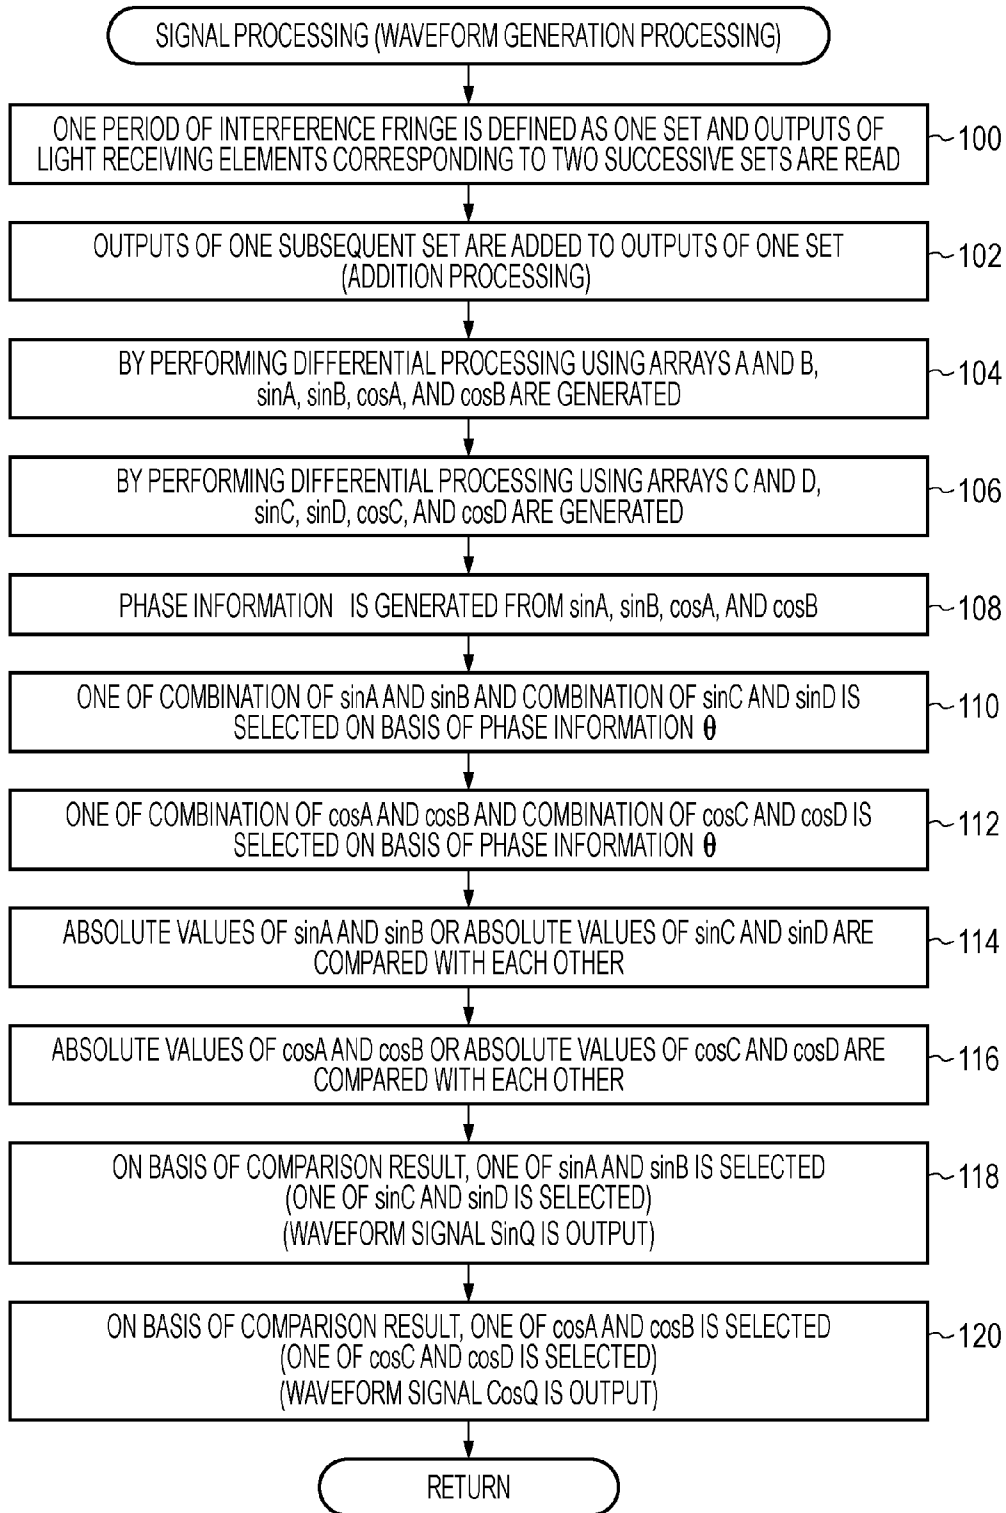 SIGNAL PROCESSING (WAVEFORM GENERATION PROCESSING)
ONE PERIOD OF INTERFERENCE FRINGE IS DEFINED AS ONE SET AND OUTPUTS OF
LIGHT RECEIVING ELEMENTS CORRESPONDING TO TWO SUCCESSIVE SETS ARE READ
100
OUTPUTS OF ONE SUBSEQUENT SET ARE ADDED TO OUTPUTS OF ONE SET
(ADDITION PROCESSING)
102
BY PERFORMING DIFFERENTIAL PROCESSING USING ARRAYS A AND B,
sinA, sinB, cosA, AND cosB ARE GENERATED
104
BY PERFORMING DIFFERENTIAL PROCESSING USING ARRAYS C AND D,
sinC, sinD, cosC, AND cosD ARE GENERATED
106
PHASE INFORMATION IS GENERATED FROM sinA, sinB, cosA, AND cosB
108
ONE OF COMBINATION OF sinA AND sinB AND COMBINATION OF sinC AND sinD IS
SELECTED ON BASIS OF PHASE INFORMATION θ
110
ONE OF COMBINATION OF cosA AND cosB AND COMBINATION OF cosC AND cosD IS
SELECTED ON BASIS OF PHASE INFORMATION θ
112
ABSOLUTE VALUES OF sinA AND sinB OR ABSOLUTE VALUES OF sinC AND sinD ARE
COMPARED WITH EACH OTHER
114
ABSOLUTE VALUES OF cosA AND cosB OR ABSOLUTE VALUES OF cosC AND cosD ARE
COMPARED WITH EACH OTHER
116
ON BASIS OF COMPARISON RESULT, ONE OF sinA AND sinB IS SELECTED
(ONE OF sinC AND sinD IS SELECTED)
(WAVEFORM SIGNAL SinQ IS OUTPUT)
118
ON BASIS OF COMPARISON RESULT, ONE OF cosA AND cosB IS SELECTED
(ONE OF cosC AND cosD IS SELECTED)
(WAVEFORM SIGNAL CosQ IS OUTPUT)
120
RETURN